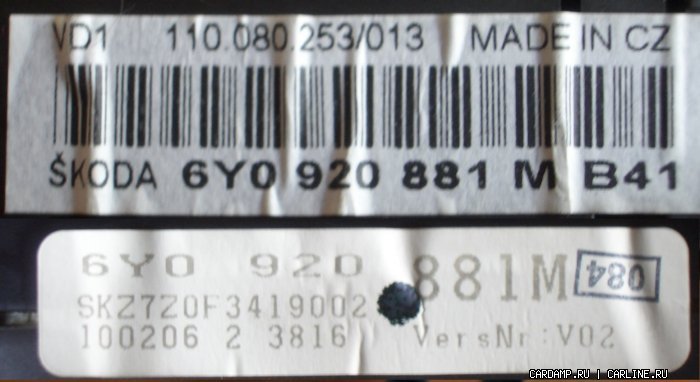 VD1 110.080.253/013 MADE IN CZ
ŠKODA 6Y0 920 881 M B41
6Y0 920 881M 084
SKZ7Z0F3419002
100206 2 3816 VersNr:V02
CARDAMP.RU | CARLINE.RU